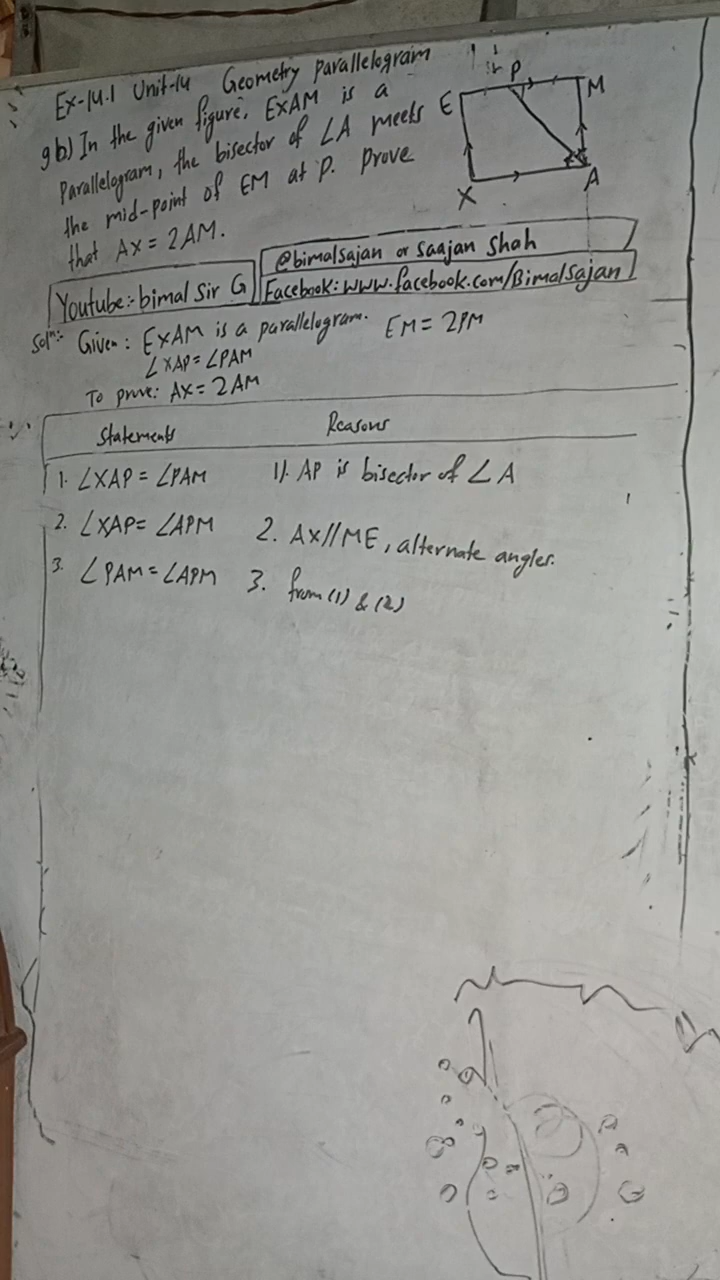 Ex-14.1 Unit-14 Geometry Parallelogram
9b) In the given figure, EXAM is a
Parallelogram, the bisector of ∠A meets
the mid-point of EM at P. Prove
that AX = 2AM.
E P M
X A
Youtube:- bimal Sir G
@bimalsajan or Saajan Shah
Facebook: www.facebook.com/Bimalsajan
Solⁿ:- Given: EXAM is a parallelogram. EM = 2PM
∠XAP = ∠PAM
To prove: AX = 2AM
Statements Reasons
1. ∠XAP = ∠PAM 1). AP is bisector of ∠A
2. ∠XAP = ∠APM 2. AX//ME, alternate angles.
3. ∠PAM = ∠APM 3. from (1) & (2)